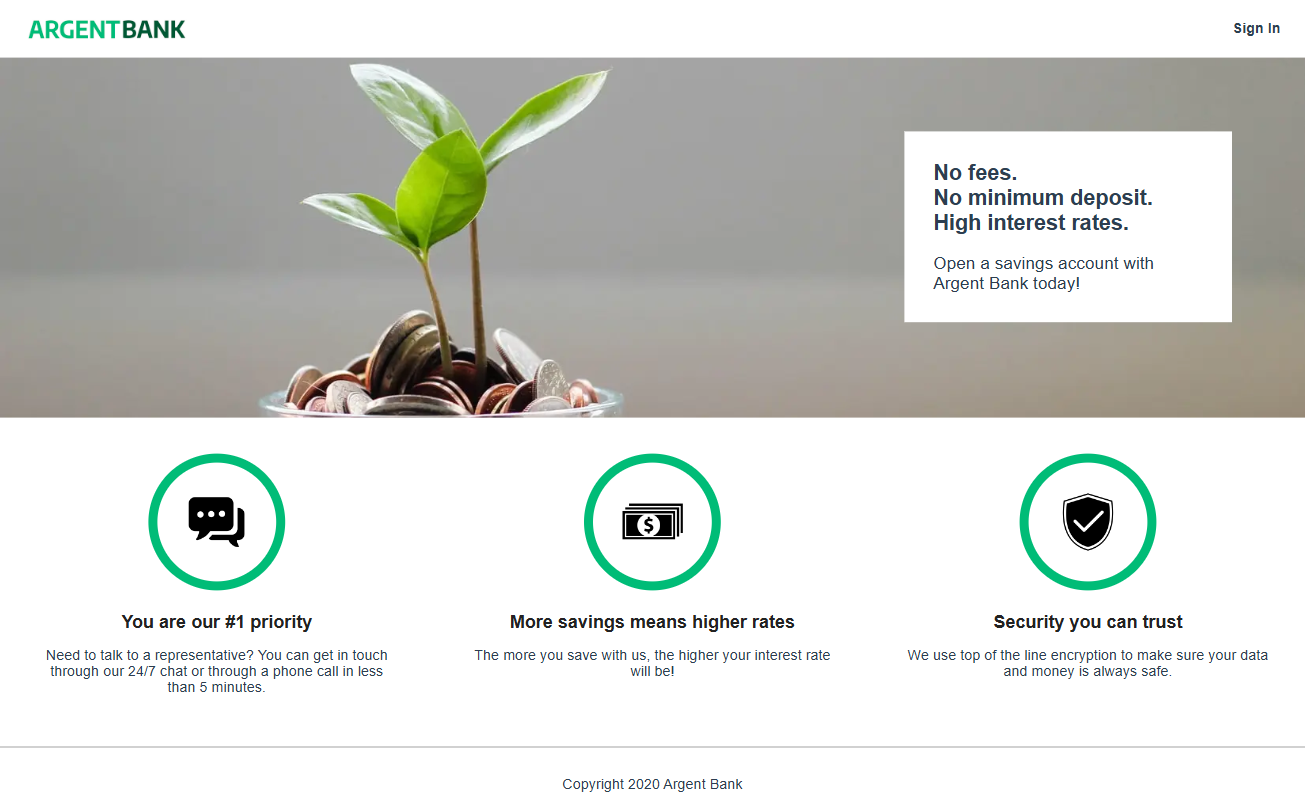 ARGENTBANK
Sign In
No fees.
No minimum deposit.
High interest rates.
Open a savings account with
Argent Bank today!
You are our #1 priority
Need to talk to a representative? You can get in touch
through our 24/7 chat or through a phone call in less
than 5 minutes.
$
More savings means higher rates
The more you save with us, the higher your interest rate
will be!
Security you can trust
We use top of the line encryption to make sure your data
and money is always safe.
Copyright 2020 Argent Bank